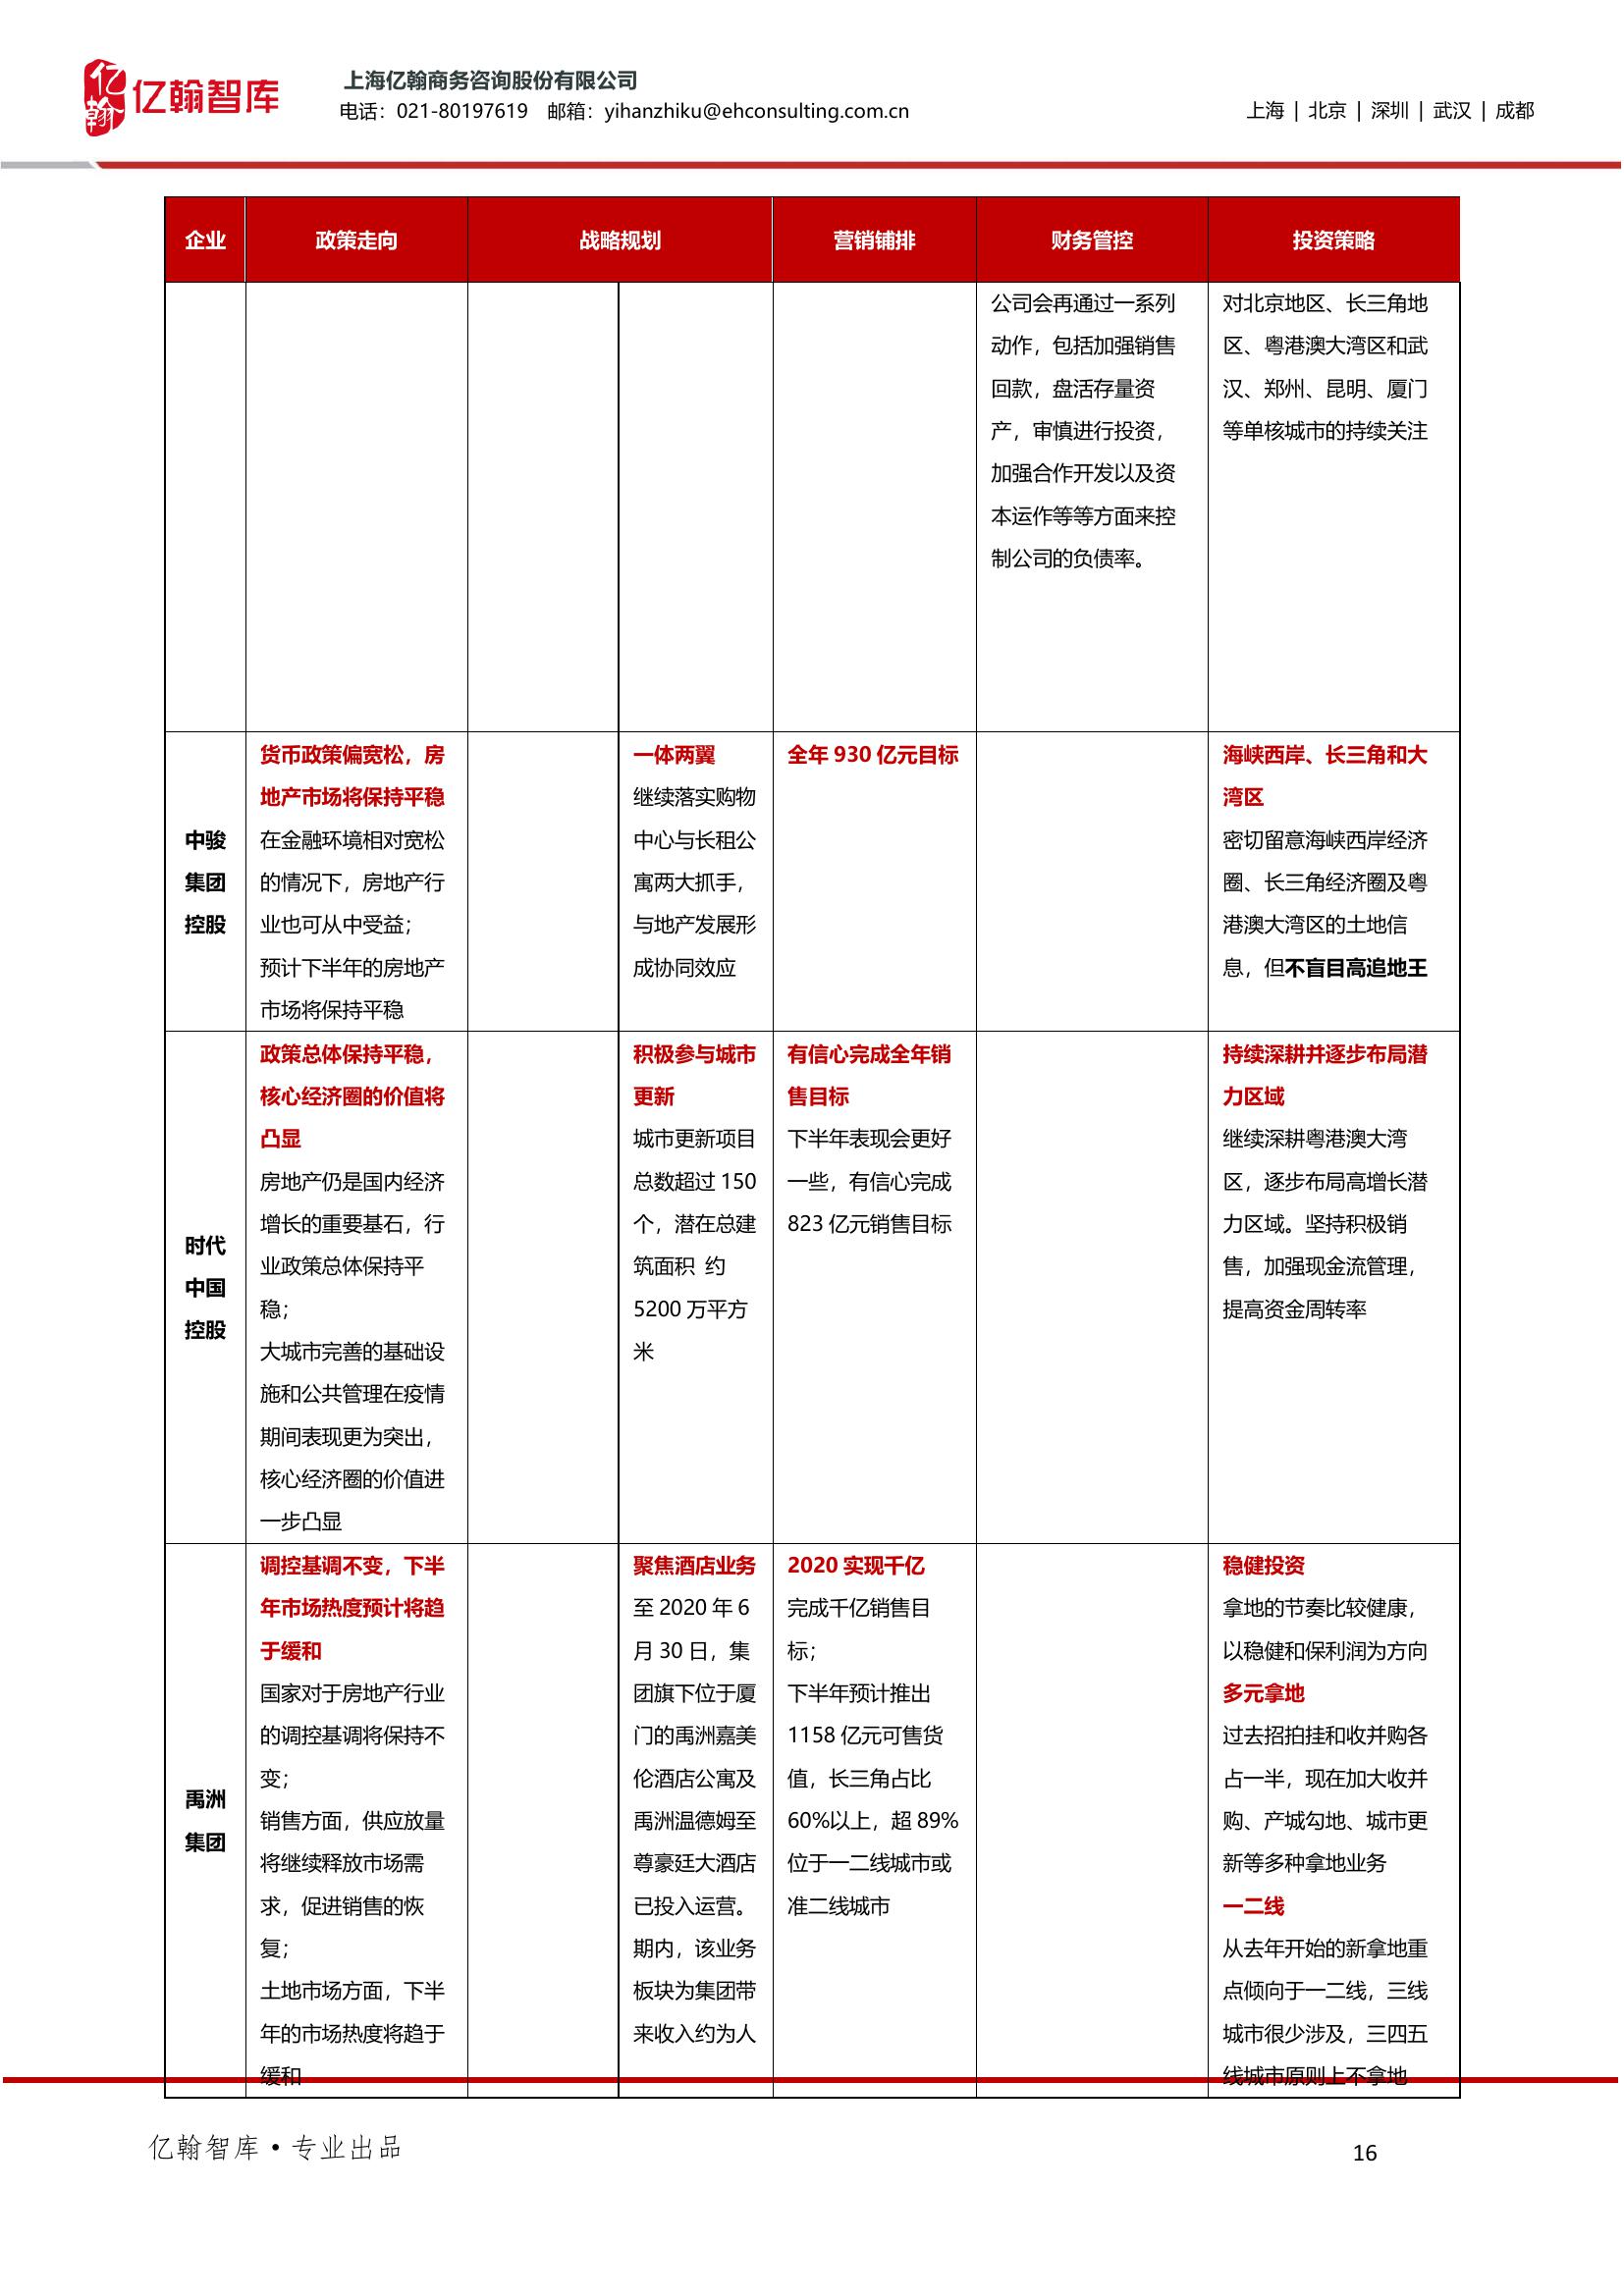 亿翰
亿翰智库
上海亿翰商务咨询股份有限公司
电话：021-80197619 邮箱：yihanzhiku@ehconsulting.com.cn
上海 | 北京 | 深圳 | 武汉 | 成都
企业 政策走向 战略规划 营销铺排 财务管控 投资策略
公司会再通过一系列
动作，包括加强销售
回款，盘活存量资
产，审慎进行投资，
加强合作开发以及资
本运作等等方面来控
制公司的负债率。
对北京地区、长三角地
区、粤港澳大湾区和武
汉、郑州、昆明、厦门
等单核城市的持续关注
中骏
集团
控股
货币政策偏宽松，房
地产市场将保持平稳
在金融环境相对宽松
的情况下，房地产行
业也可从中受益；
预计下半年的房地产
市场将保持平稳
一体两翼
继续落实购物
中心与长租公
寓两大抓手，
与地产发展形
成协同效应
全年 930 亿元目标
海峡西岸、长三角和大
湾区
密切留意海峡西岸经济
圈、长三角经济圈及粤
港澳大湾区的土地信
息，但不盲目高追地王
时代
中国
控股
政策总体保持平稳，
核心经济圈的价值将
凸显
房地产仍是国内经济
增长的重要基石，行
业政策总体保持平
稳；
大城市完善的基础设
施和公共管理在疫情
期间表现更为突出，
核心经济圈的价值进
一步凸显
积极参与城市
更新
城市更新项目
总数超过 150
个，潜在总建
筑面积 约
5200 万平方
米
有信心完成全年销
售目标
下半年表现会更好
一些，有信心完成
823 亿元销售目标
持续深耕并逐步布局潜
力区域
继续深耕粤港澳大湾
区，逐步布局高增长潜
力区域。坚持积极销
售，加强现金流管理，
提高资金周转率
禹洲
集团
调控基调不变，下半
年市场热度预计将趋
于缓和
国家对于房地产行业
的调控基调将保持不
变；
销售方面，供应放量
将继续释放市场需
求，促进销售的恢
复；
土地市场方面，下半
年的市场热度将趋于
缓和
聚焦酒店业务
至 2020 年 6
月 30 日，集
团旗下位于厦
门的禹洲嘉美
伦酒店公寓及
禹洲温德姆至
尊豪廷大酒店
已投入运营。
期内，该业务
板块为集团带
来收入约为人
2020 实现千亿
完成千亿销售目
标；
下半年预计推出
1158 亿元可售货
值，长三角占比
60%以上，超 89%
位于一二线城市或
准二线城市
稳健投资
拿地的节奏比较健康，
以稳健和保利润为方向
多元拿地
过去招拍挂和收并购各
占一半，现在加大收并
购、产城勾地、城市更
新等多种拿地业务
一二线
从去年开始的新拿地重
点倾向于一二线，三线
城市很少涉及，三四五
线城市原则上不拿地
亿翰智库·专业出品
16